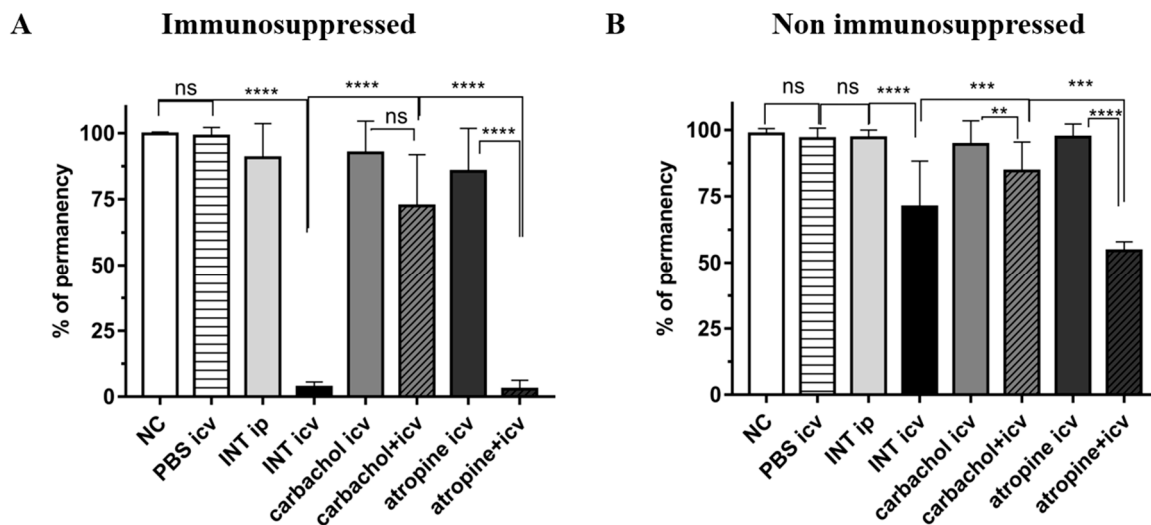 A Immunosuppressed
ns **** **** ****
ns ****
% of permanency
100
75
50
25
0
NC PBS icv INT ip INT icv carbachol icv carbachol+icv atropine icv atropine+icv
B Non immunosuppressed
ns ns **** *** ***
** ****
% of permanency
100
75
50
25
0
NC PBS icv INT ip INT icv carbachol icv carbachol+icv atropine icv atropine+icv